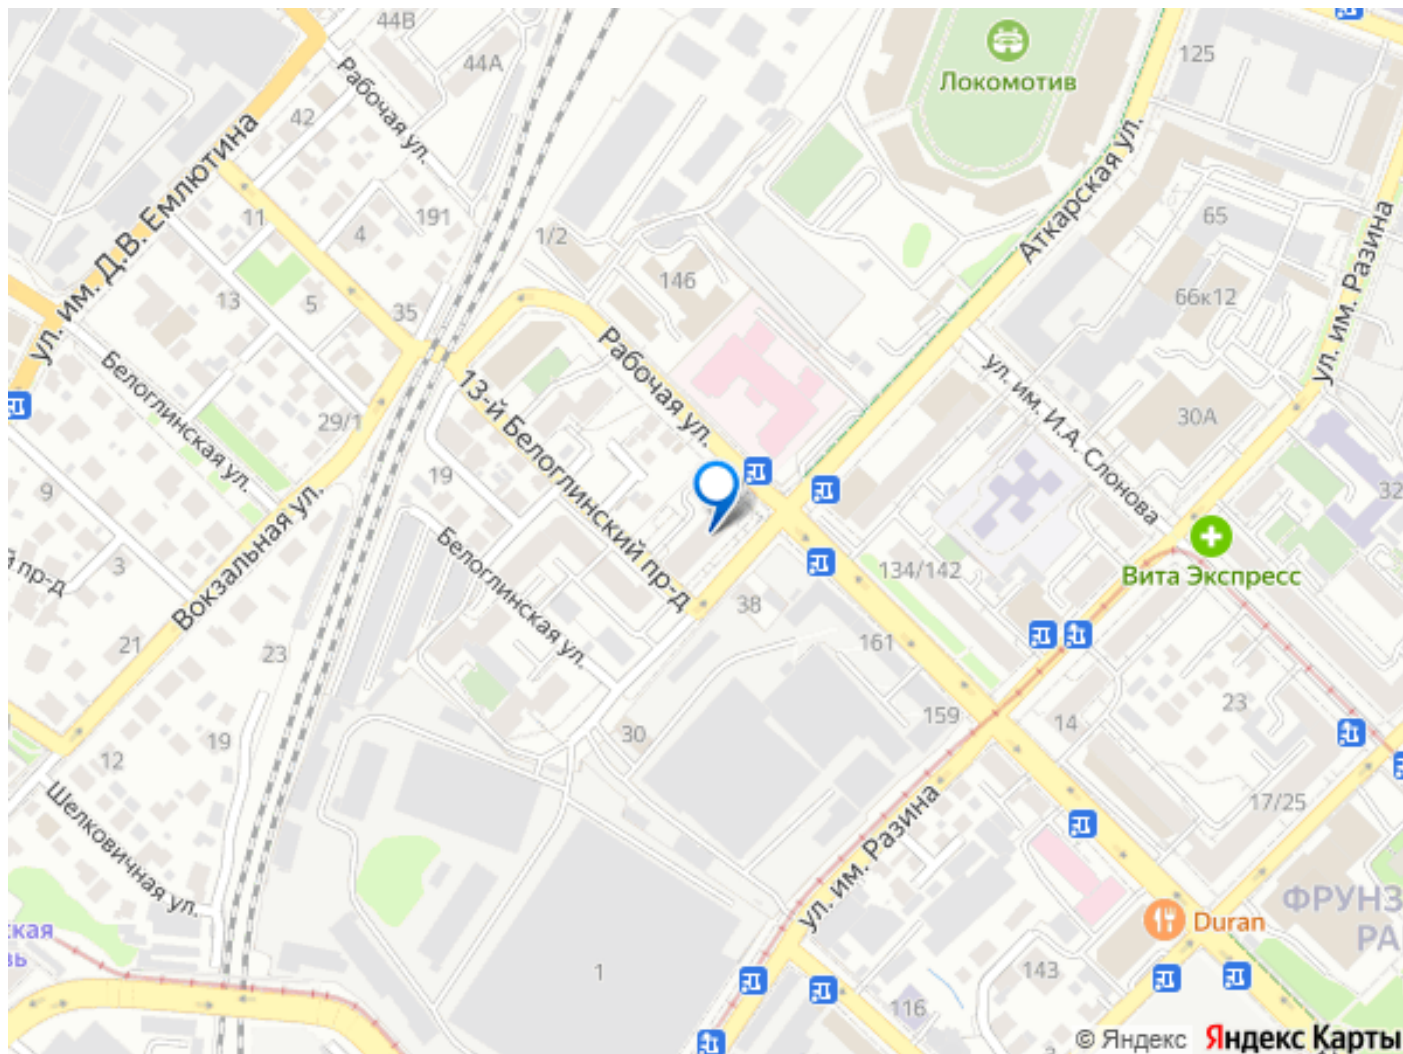 44В
44А
Локомотив
125
Рабочая ул.
42
ул. им. Д.В. Емлютина
Аткарская ул.
11
4
191
1/2
65
146
ул. им. Разина
13
5
35
66к12
Рабочая ул.
Белоглинская ул.
13-й Белоглинский пр-д
ул. им. И.А. Слонова
29/1
30А
19
9
32
Вокзальная ул.
Белоглинская ул.
3
й пр-д
134/142
Вита Экспресс
38
21
23
161
30
159
14
23
19
12
17/25
Шелковичная ул.
ул. им. Разина
ФРУНЗ
РА
Duran
ская
вь
1
143
116
© Яндекс
Яндекс Карты